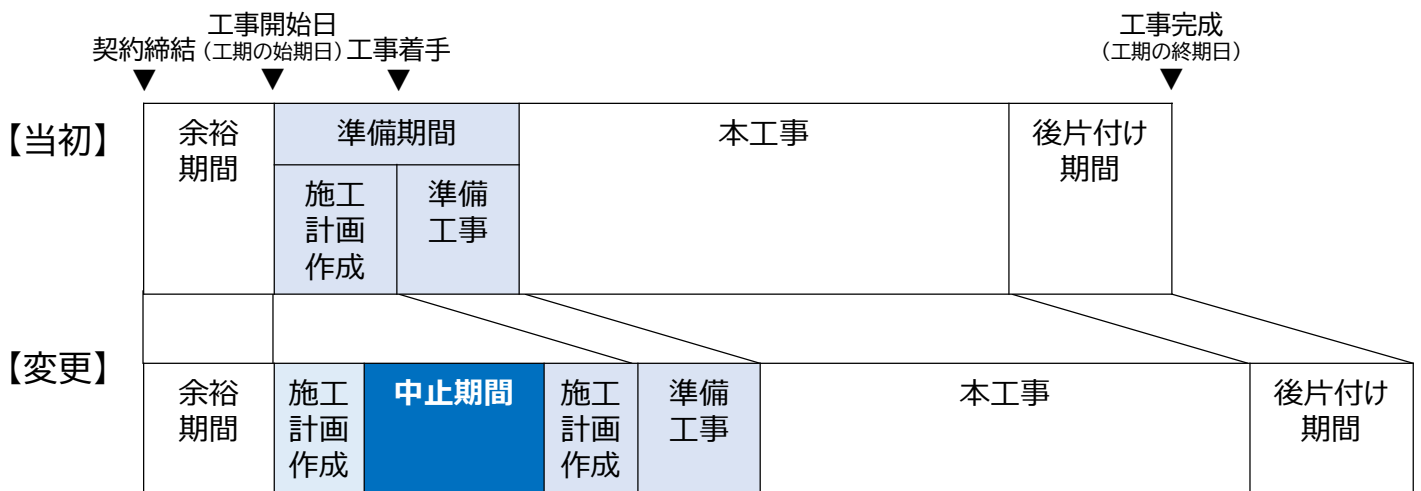 契約締結
工事開始日
（工期の始期日）
工事着手
工事完成
（工期の終期日）
【当初】
余裕
期間
準備期間
施工
計画
作成
準備
工事
本工事
後片付け
期間
【変更】
余裕
期間
施工
計画
作成
中止期間
施工
計画
作成
準備
工事
本工事
後片付け
期間